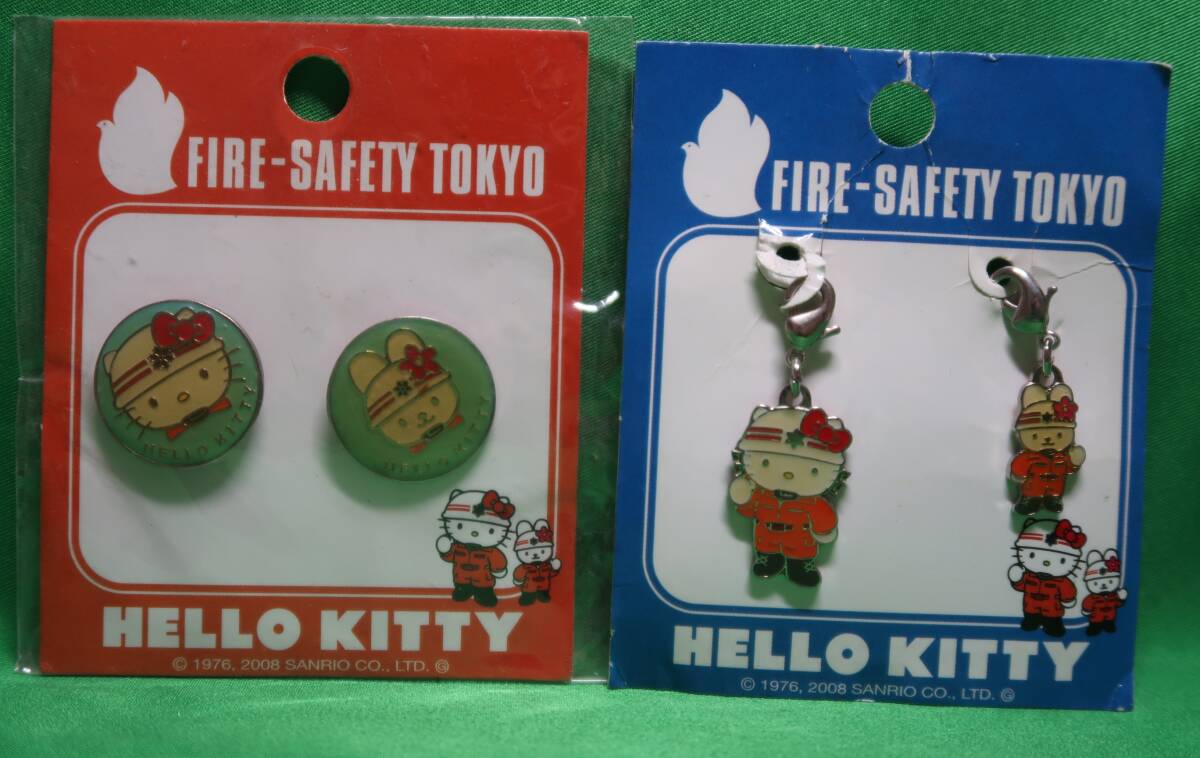 FIRE-SAFETY TOKYO
HELLO KITTY
HELLO KITTY
HELLO KITTY
© 1976, 2008 SANRIO CO., LTD. Ⓖ
FIRE-SAFETY TOKYO
HELLO KITTY
© 1976, 2008 SANRIO CO., LTD. Ⓖ